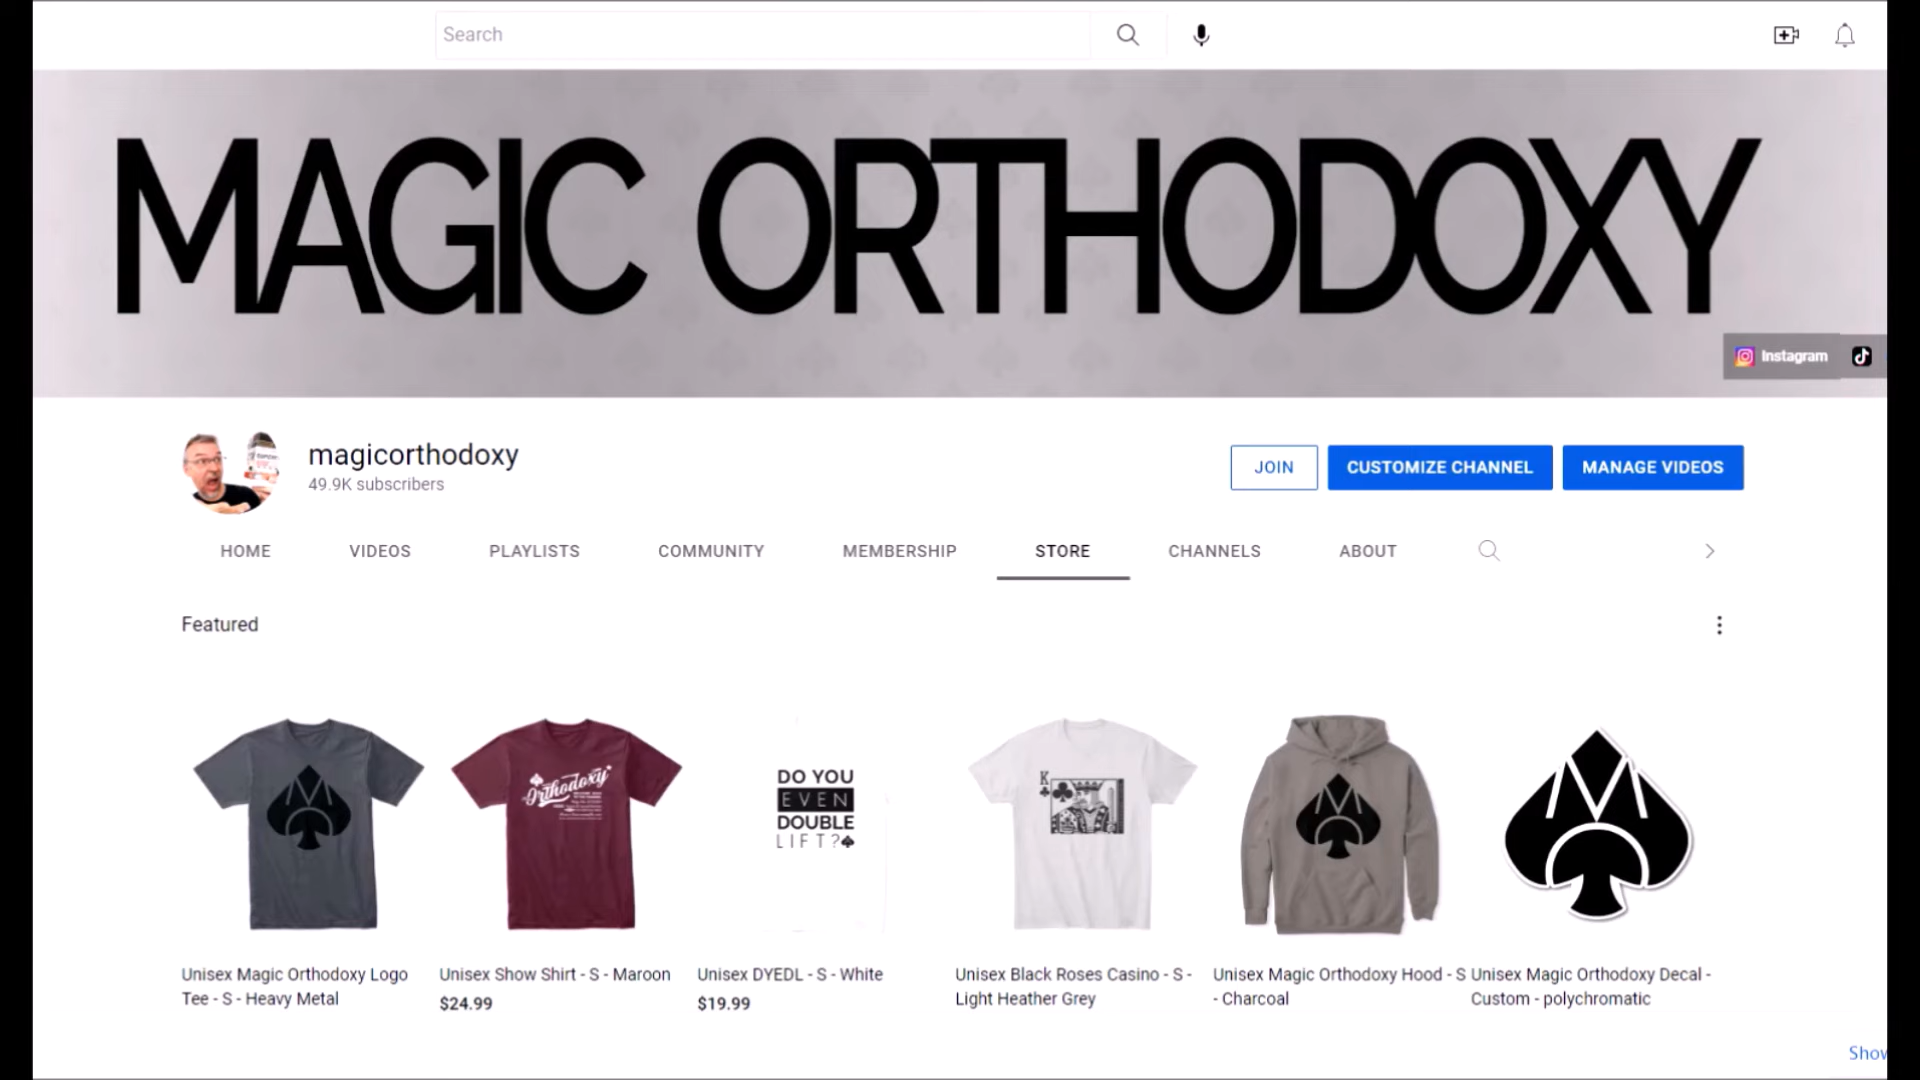 Search
MAGIC ORTHODOXY
Instagram
magicorthodoxy
49.9K subscribers
JOIN
CUSTOMIZE CHANNEL
MANAGE VIDEOS
HOME
VIDEOS
PLAYLISTS
COMMUNITY
MEMBERSHIP
STORE
CHANNELS
ABOUT
Featured
Orthodoxy
DO YOU
EVEN
DOUBLE
LIFT?
K
Unisex Magic Orthodoxy Logo
Tee - S - Heavy Metal
Unisex Show Shirt - S - Maroon
$24.99
Unisex DYEDL - S - White
$19.99
Unisex Black Roses Casino - S -
Light Heather Grey
Unisex Magic Orthodoxy Hood - S
- Charcoal
Unisex Magic Orthodoxy Decal -
Custom - polychromatic
Show